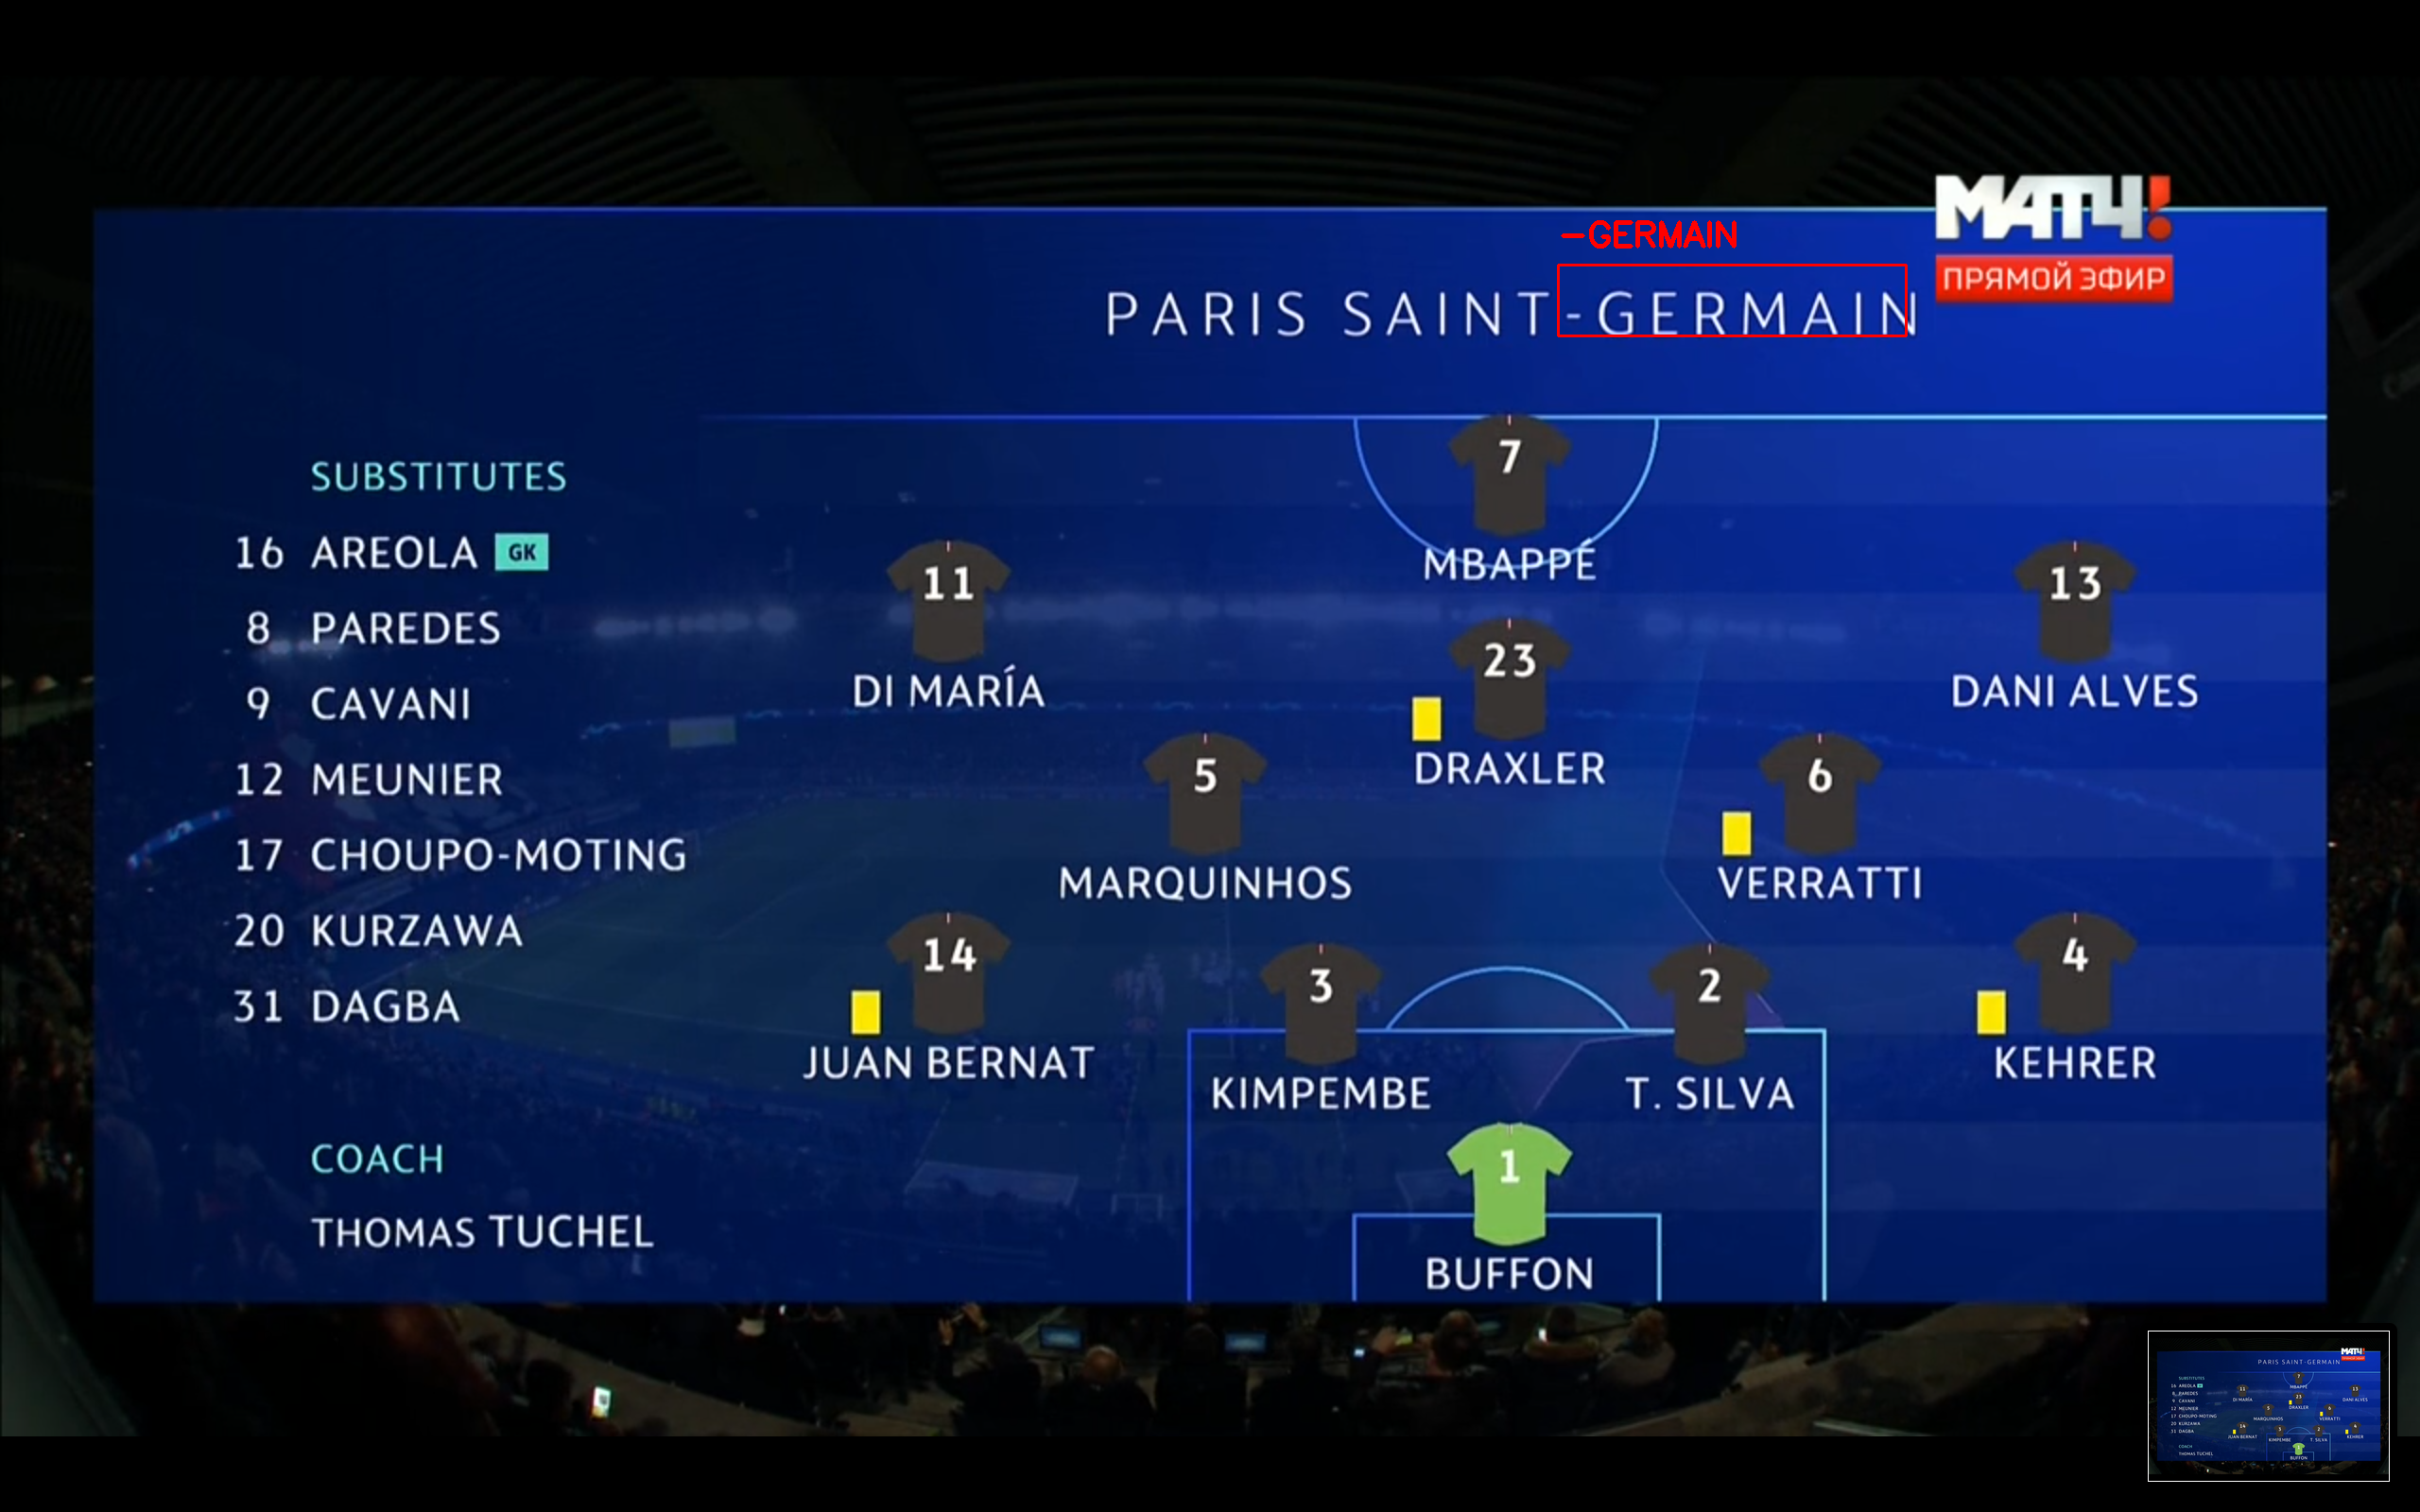 МАТЧ!
ПРЯМОЙ ЭФИР
-GERMAIN
PARIS SAINT-GERMAIN
SUBSTITUTES
16 AREOLA GK
8 PAREDES
9 CAVANI
12 MEUNIER
17 CHOUPO-MOTING
20 KURZAWA
31 DAGBA
COACH
THOMAS TUCHEL
7
MBAPPÉ
11
DI MARÍA
13
DANI ALVES
23
DRAXLER
5
MARQUINHOS
6
VERRATTI
14
JUAN BERNAT
3
KIMPEMBE
2
T. SILVA
4
KEHRER
1
BUFFON